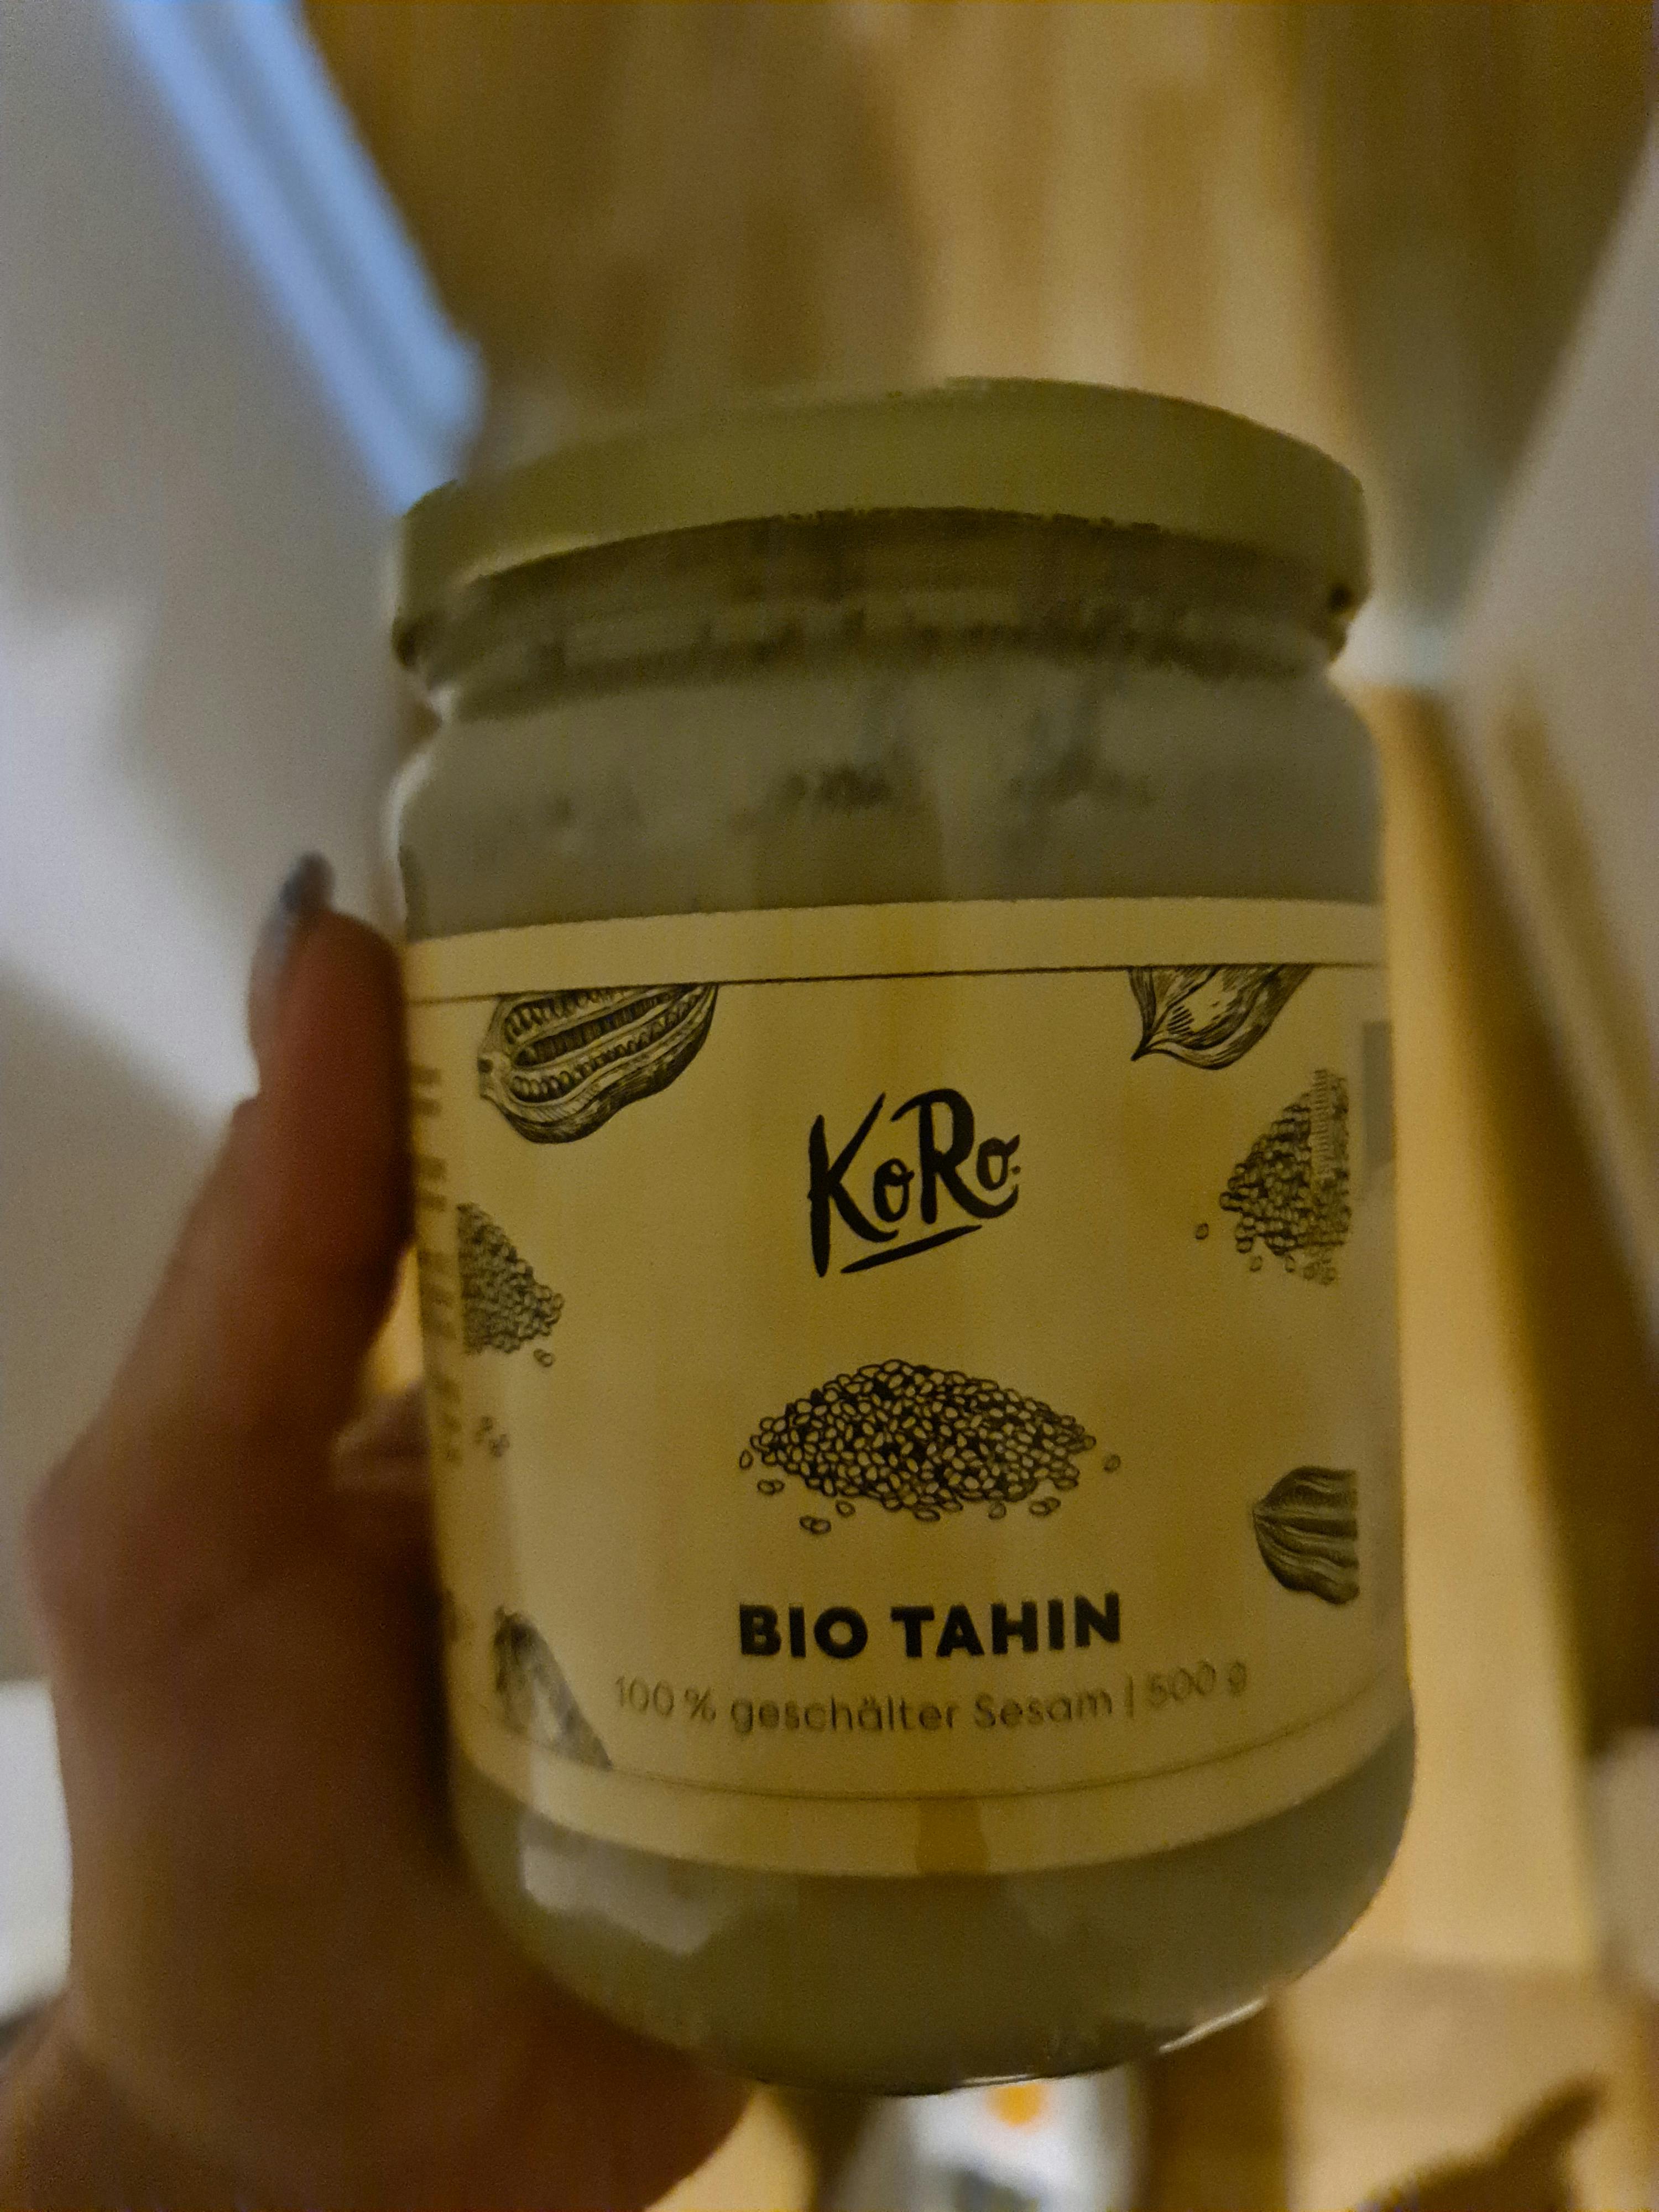 KoRo
BIO TAHIN
100 % geschälter Sesam | 500 g